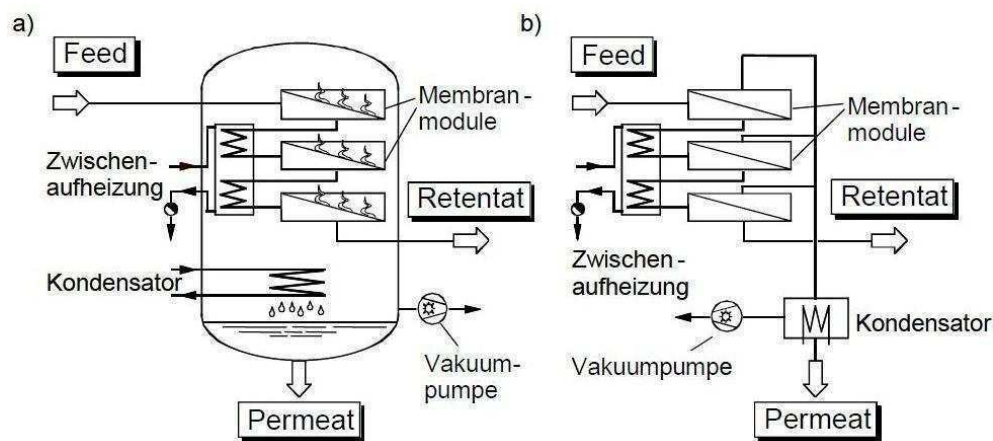 a)
Feed
Membran-
module
Zwischen-
aufheizung
Retentat
Kondensator
Vakuum-
pumpe
Permeat
b)
Feed
Membran-
module
Retentat
Zwischen-
aufheizung
Kondensator
Vakuumpumpe
Permeat